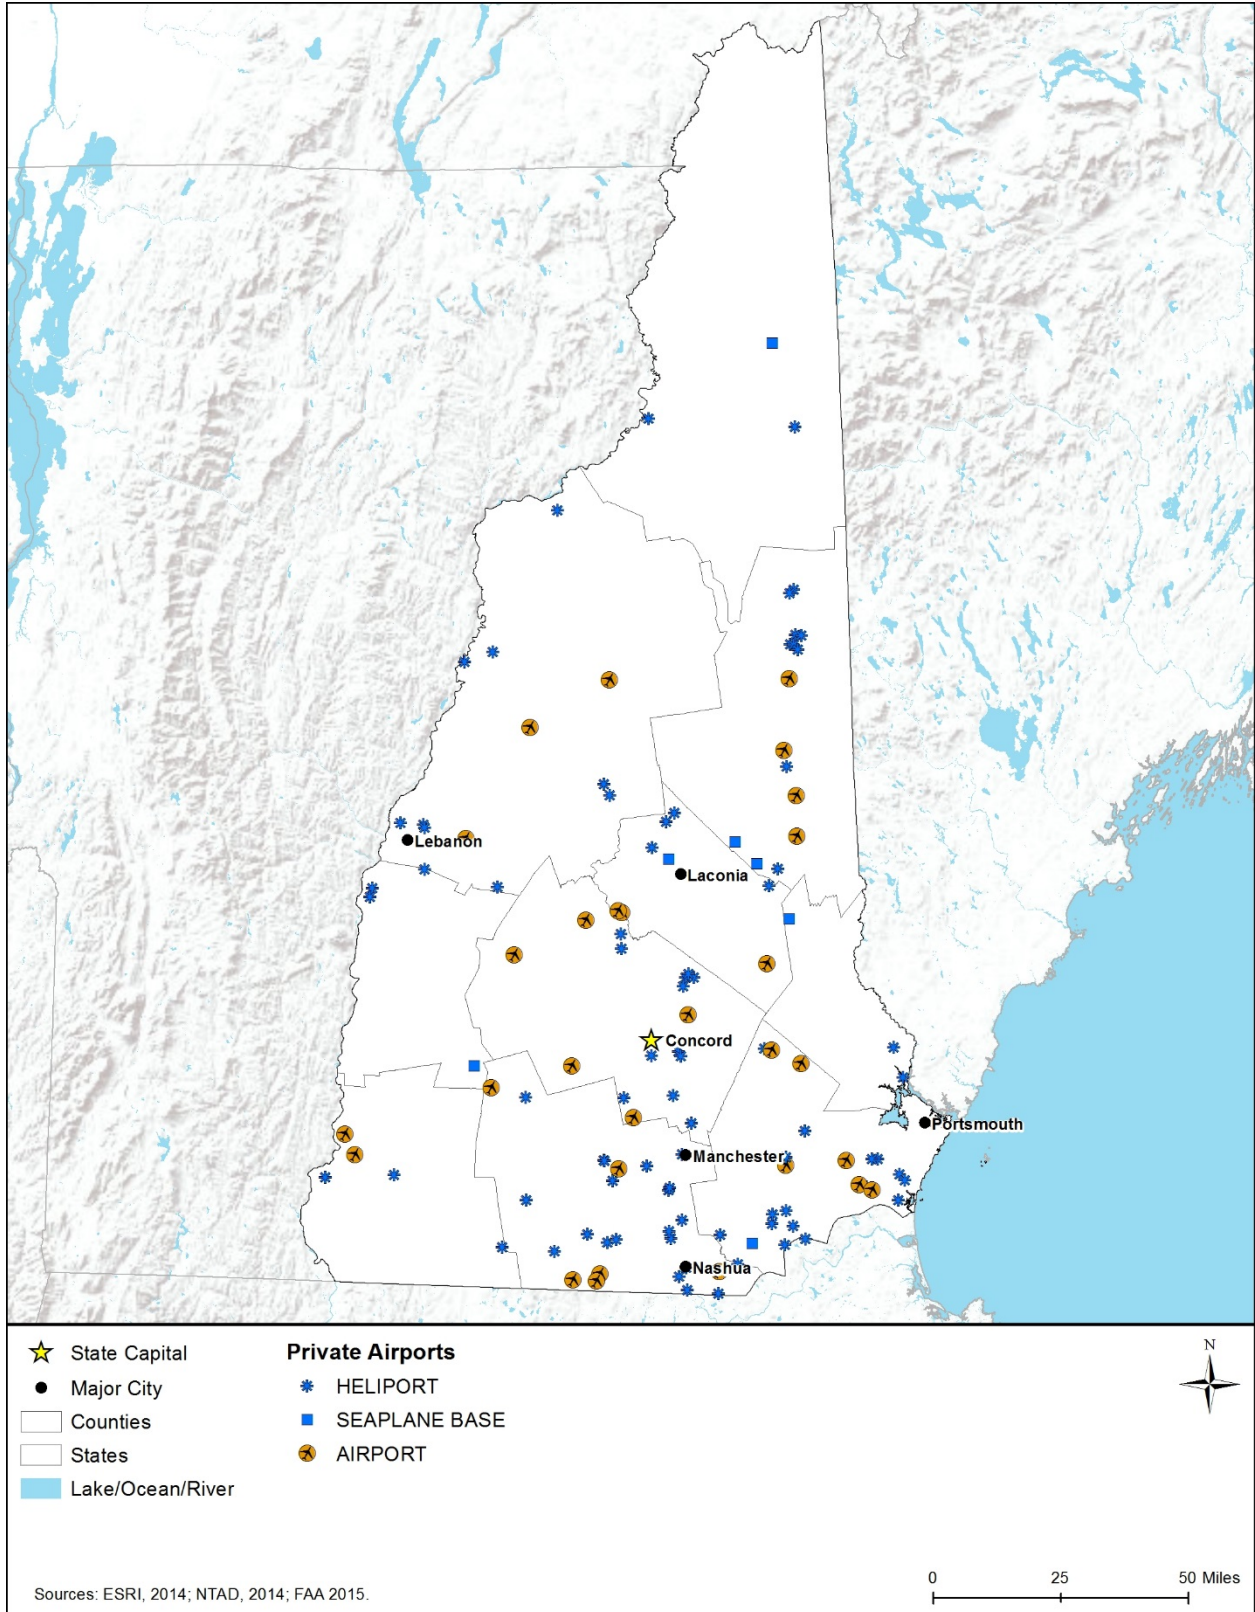 Lebanon
Laconia
Concord
Portsmouth
Manchester
Nashua
State Capital
Major City
Counties
States
Lake/Ocean/River
Private Airports
HELIPORT
SEAPLANE BASE
AIRPORT
N
Sources: ESRI, 2014; NTAD, 2014; FAA 2015.
0 25 50 Miles